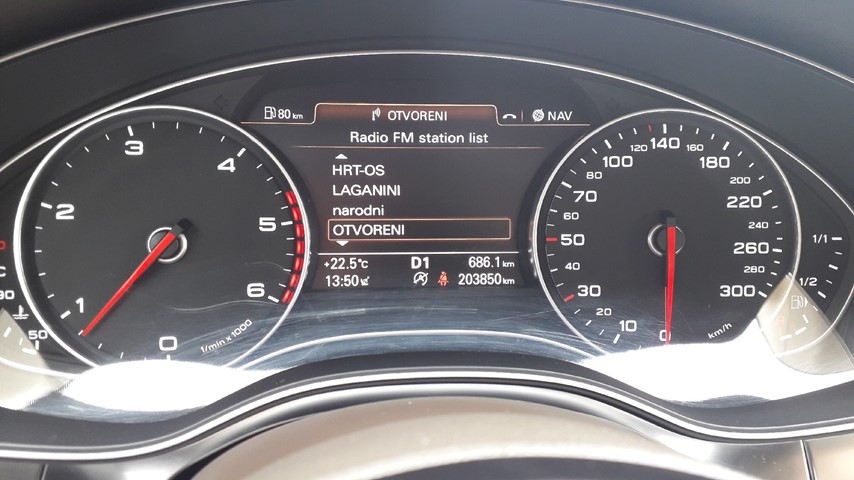 80 km OTVORENI NAV
Radio FM station list
HRT-OS
LAGANINI
narodni
OTVORENI
+22.5°C D1 686.1 km
13:50 203850 km
0 1 2 3 4 5 6
1/min x 1000
0 10 20 30 40 50 60 70 80 100 120 140 160 180 200 220 240 260 280 300
km/h
C
90
50
1/1
1/2